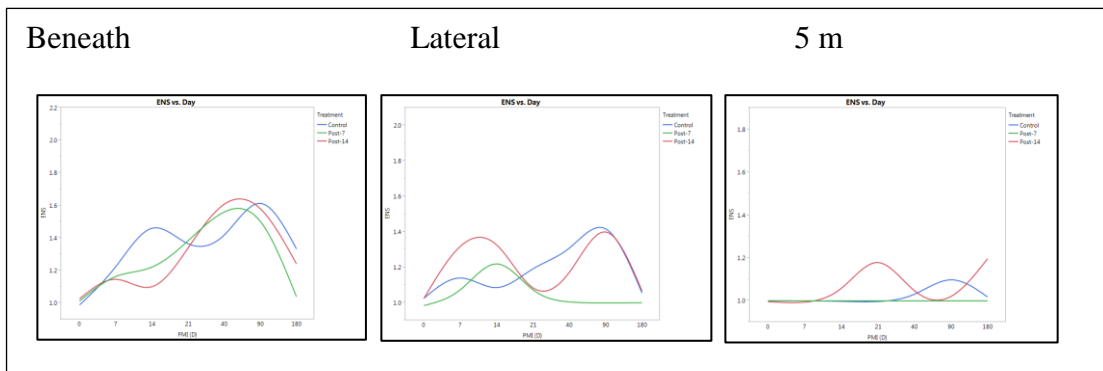 Beneath Lateral 5 m
ENS vs. Day
2.2
2.0
1.8
1.6
1.4
1.2
1.0
ENS
0 7 14 21 40 90 180
PMI (D)
Treatment
Control
Post-7
Post-14
ENS vs. Day
2.0
1.8
1.6
1.4
1.2
1.0
ENS
0 7 14 21 40 90 180
PMI (D)
Treatment
Control
Post-7
Post-14
ENS vs. Day
1.8
1.6
1.4
1.2
1.0
ENS
0 7 14 21 40 90 180
PMI (D)
Treatment
Control
Post-7
Post-14